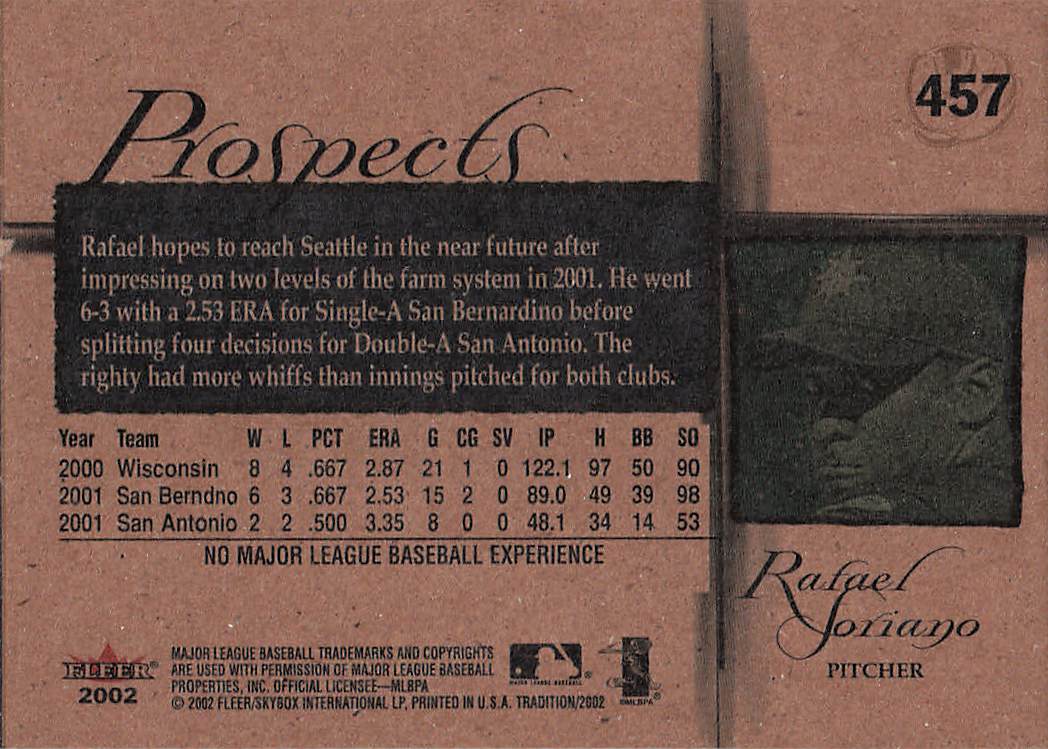 457
Prospects
Rafael hopes to reach Seattle in the near future after
impressing on two levels of the farm system in 2001. He went
6-3 with a 2.53 ERA for Single-A San Bernardino before
splitting four decisions for Double-A San Antonio. The
righty had more whiffs than innings pitched for both clubs.
Year Team W L PCT ERA G CG SV IP H BB SO
2000 Wisconsin 8 4 .667 2.87 21 1 0 122.1 97 50 90
2001 San Berndno 6 3 .667 2.53 15 2 0 89.0 49 39 98
2001 San Antonio 2 2 .500 3.35 8 0 0 48.1 34 14 53
NO MAJOR LEAGUE BASEBALL EXPERIENCE
Rafael
Soriano
PITCHER
FLEER®
2002
MAJOR LEAGUE BASEBALL TRADEMARKS AND COPYRIGHTS
ARE USED WITH PERMISSION OF MAJOR LEAGUE BASEBALL
PROPERTIES, INC. OFFICIAL LICENSEE—MLBPA
© 2002 FLEER/SKYBOX INTERNATIONAL LP, PRINTED IN U.S.A. TRADITION/2002
MAJOR LEAGUE BASEBALL ®
©MLBPA ®